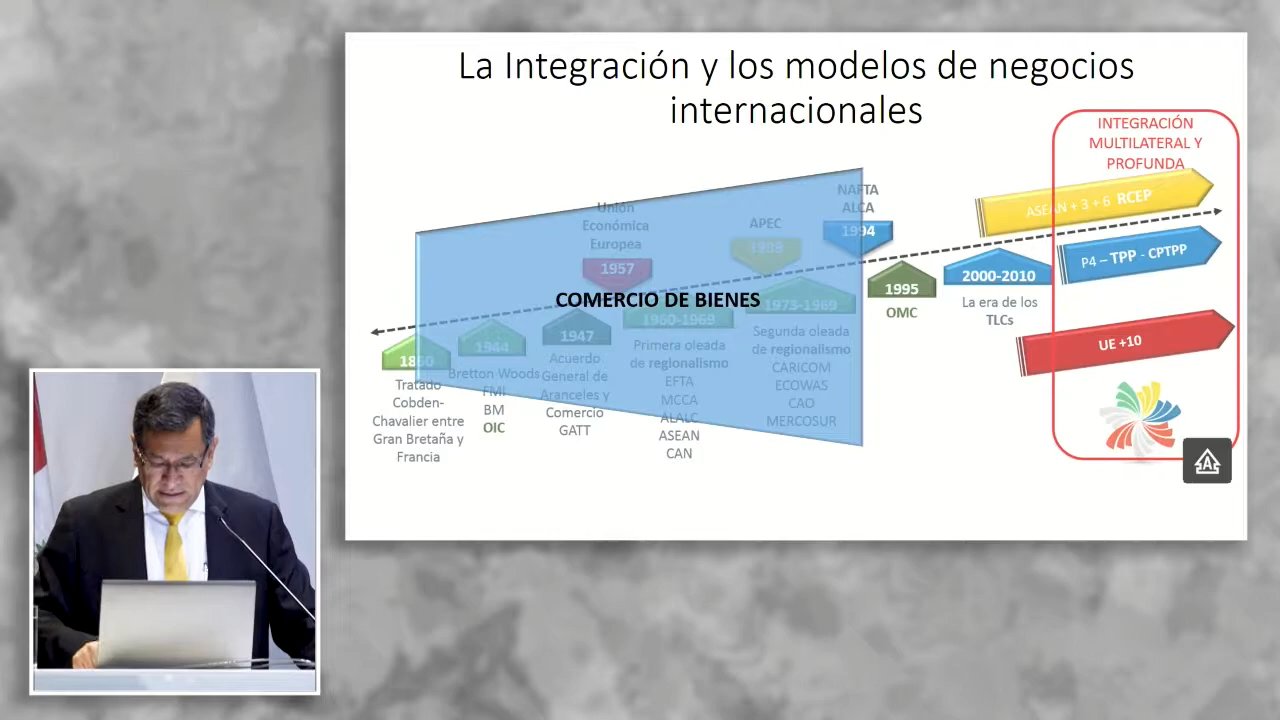 La Integración y los modelos de negocios
internacionales
INTEGRACIÓN
MULTILATERAL Y
PROFUNDA
ASEAN + 3 + 6 RCEP
P4 – TPP - CPTPP
UE +10
NAFTA
ALCA
1994
APEC
1989
Unión
Económica
Europea
1957
COMERCIO DE BIENES
1860
Tratado
Cobden-
Chavalier entre
Gran Bretaña y
Francia
1944
Bretton Woods
FMI
BM
OIC
1947
Acuerdo
General de
Aranceles y
Comercio
GATT
1960-1969
Primera oleada
de regionalismo
EFTA
MCCA
ALALC
ASEAN
CAN
1973-1969
Segunda oleada
de regionalismo
CARICOM
ECOWAS
CAO
MERCOSUR
1995
OMC
2000-2010
La era de los
TLCs